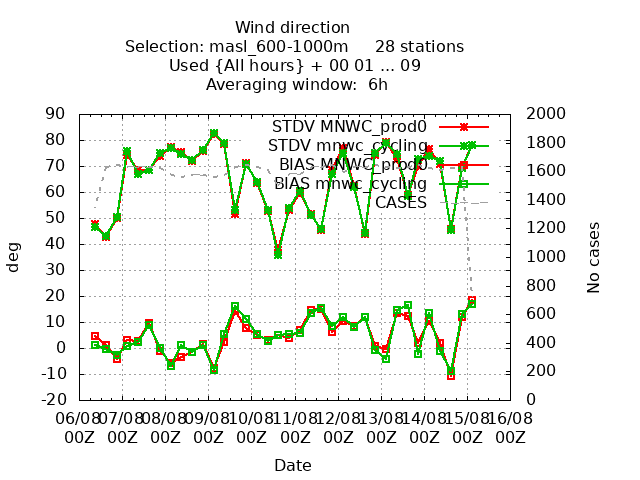 Wind direction
Selection: masl_600-1000m 28 stations
Used {All hours} + 00 01 ... 09
Averaging window: 6h
STDV MNWC_prod0
STDV mnwc_cycling
BIAS MNWC_prod0
BIAS mnwc_cycling
CASES
90
80
70
60
50
40
30
20
10
0
-10
-20
deg
2000
1800
1600
1400
1200
1000
800
600
400
200
0
No cases
06/08 07/08 08/08 09/08 10/08 11/08 12/08 13/08 14/08 15/08 16/08
00Z 00Z 00Z 00Z 00Z 00Z 00Z 00Z 00Z 00Z 00Z
Date